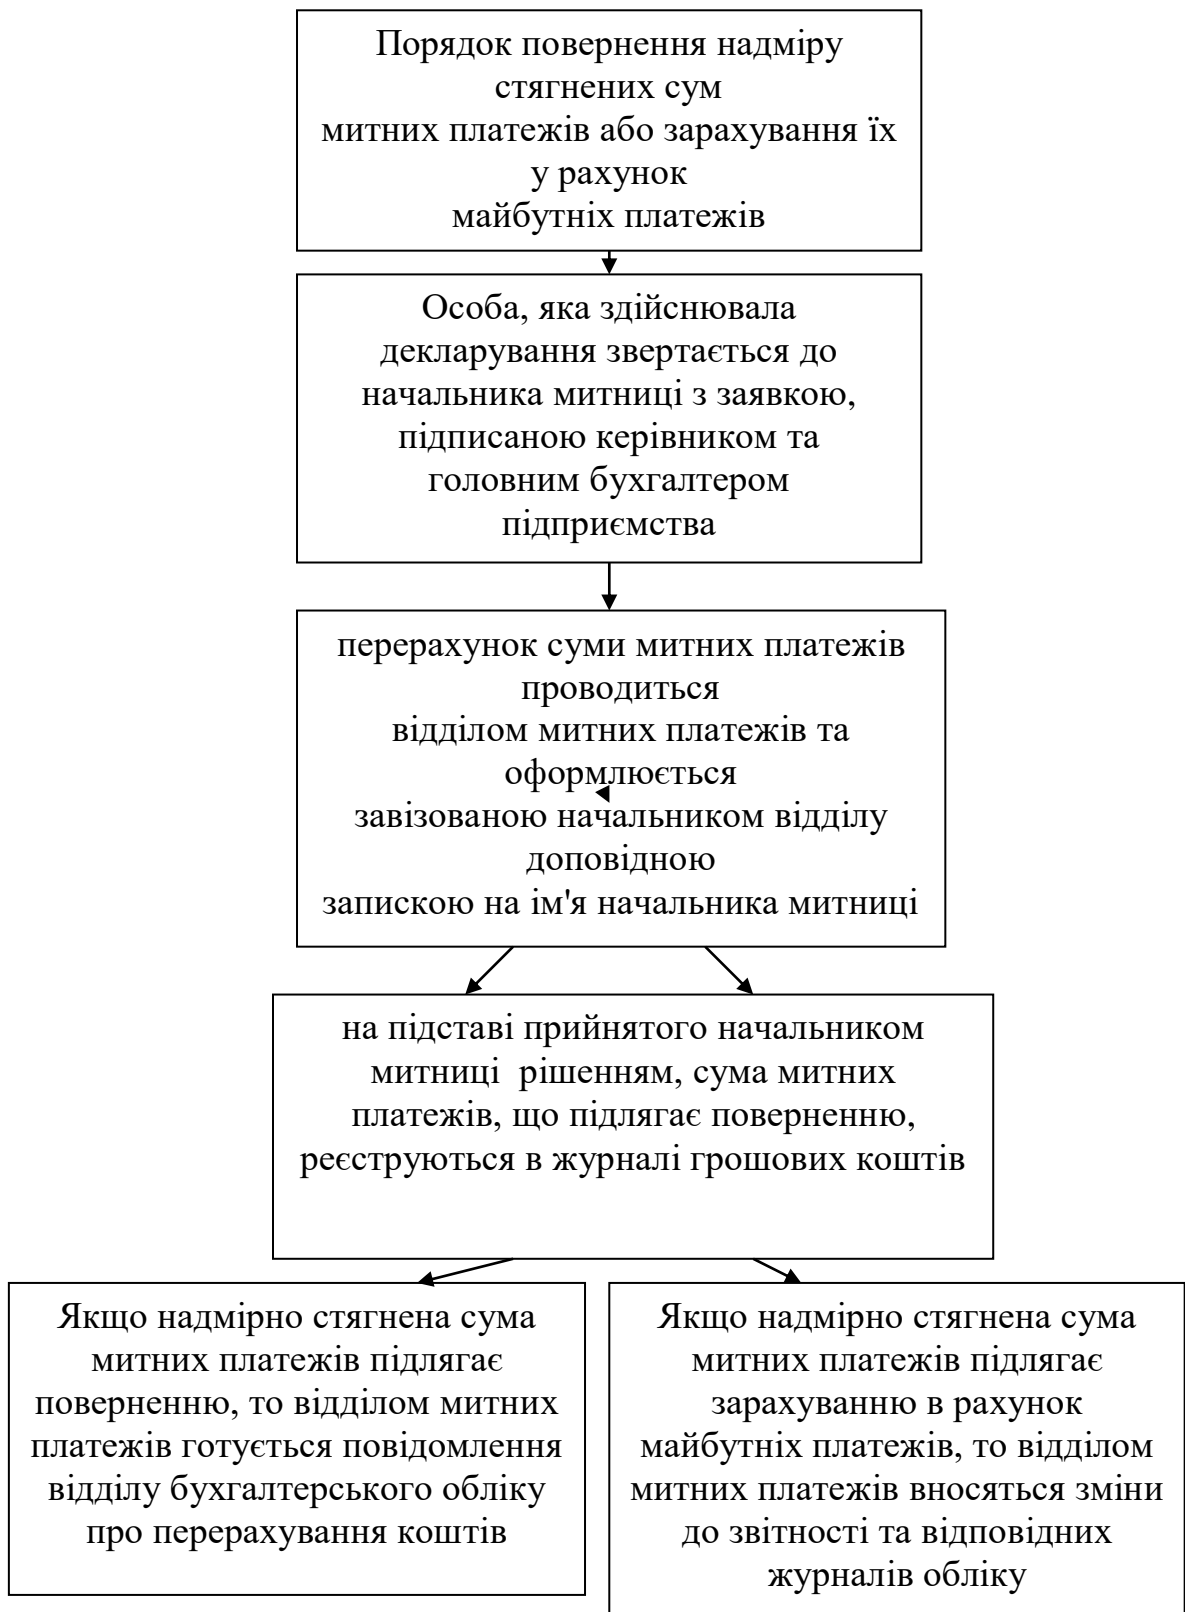 Порядок повернення надміру
стягнених сум
митних платежів або зарахування їх
у рахунок
майбутніх платежів
Особа, яка здійснювала
декларування звертається до
начальника митниці з заявкою,
підписаною керівником та
головним бухгалтером
підприємства
перерахунок суми митних платежів
проводиться
відділом митних платежів та
оформлюється
завізованою начальником відділу
доповідною
запискою на ім'я начальника митниці
на підставі прийнятого начальником
митниці рішенням, сума митних
платежів, що підлягає поверненню,
реєструються в журналі грошових коштів
Якщо надмірно стягнена сума
митних платежів підлягає
поверненню, то відділом митних
платежів готується повідомлення
відділу бухгалтерського обліку
про перерахування коштів
Якщо надмірно стягнена сума
митних платежів підлягає
зарахуванню в рахунок
майбутніх платежів, то відділом
митних платежів вносяться зміни
до звітності та відповідних
журналів обліку